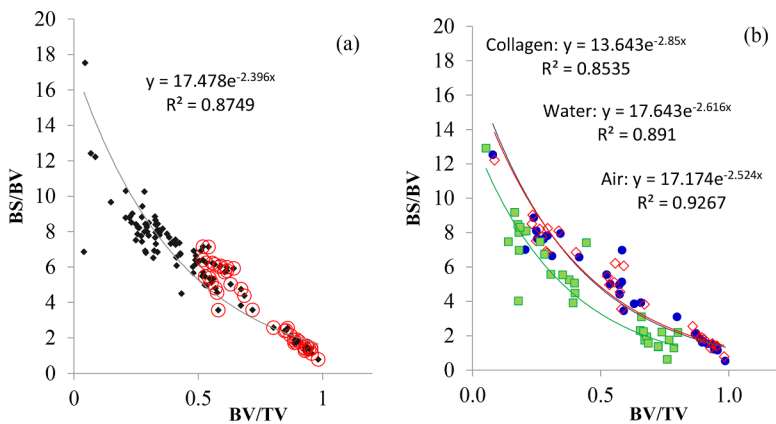 (a)
y = 17.478e^-2.396x
R² = 0.8749
BS/BV
20
18
16
14
12
10
8
6
4
2
0
0
0.5
1
BV/TV
(b)
Collagen: y = 13.643e^-2.85x
R² = 0.8535
Water: y = 17.643e^-2.616x
R² = 0.891
Air: y = 17.174e^-2.524x
R² = 0.9267
BS/BV
20
18
16
14
12
10
8
6
4
2
0
0.0
0.5
1.0
BV/TV